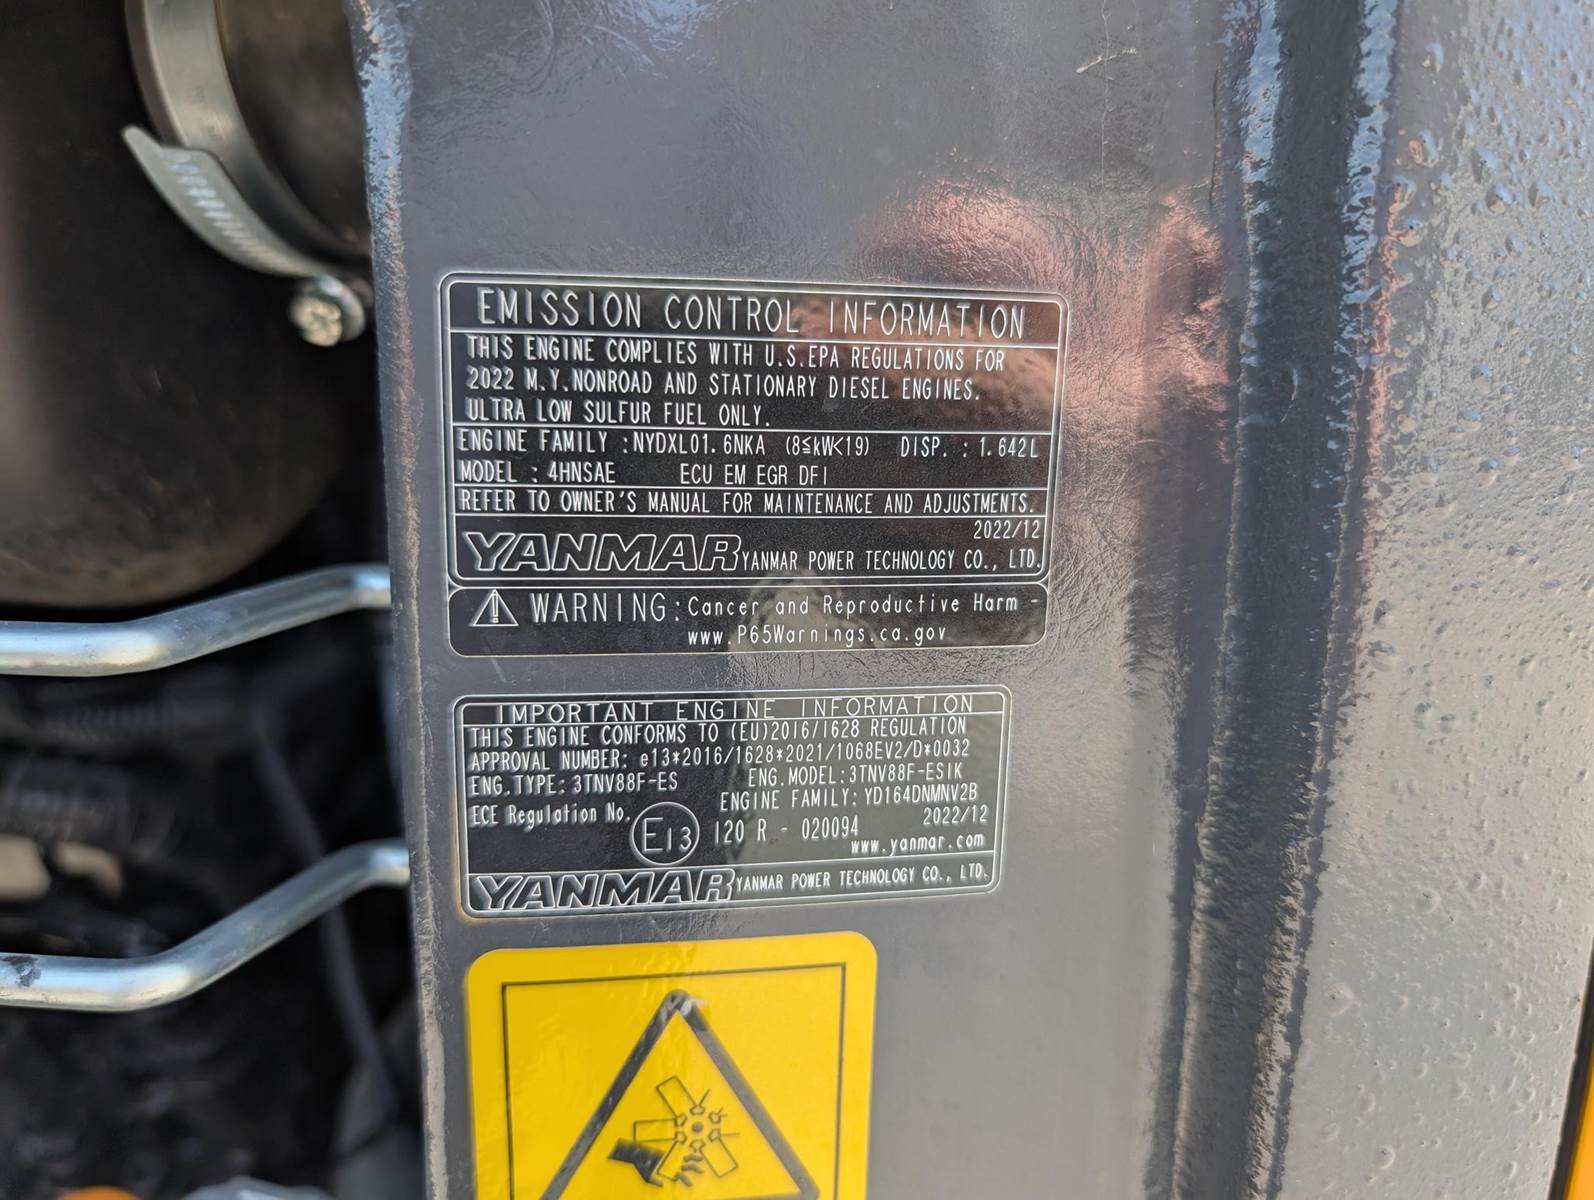 EMISSION CONTROL INFORMATION
THIS ENGINE COMPLIES WITH U.S.EPA REGULATIONS FOR
2022 M.Y.NONROAD AND STATIONARY DIESEL ENGINES.
ULTRA LOW SULFUR FUEL ONLY.
ENGINE FAMILY :NYDXL01.6NKA (8≦kW<19) DISP. : 1.642L
MODEL : 4HNSAE ECU EM EGR DFI
REFER TO OWNER'S MANUAL FOR MAINTENANCE AND ADJUSTMENTS.
2022/12
YANMAR YANMAR POWER TECHNOLOGY CO., LTD.
WARNING:Cancer and Reproductive Harm -
www.P65Warnings.ca.gov
IMPORTANT ENGINE INFORMATION
THIS ENGINE CONFORMS TO (EU)2016/1628 REGULATION
APPROVAL NUMBER: e13*2016/1628*2021/1068EV2/D*0032
ENG.TYPE: 3TNV88F-ES ENG.MODEL:3TNV88F-ESIK
ENGINE FAMILY: YD164DNMNV2B
ECE Regulation No. 2022/12
E13 120 R - 020094
www.yanmar.com
YANMAR YANMAR POWER TECHNOLOGY CO., LTD.